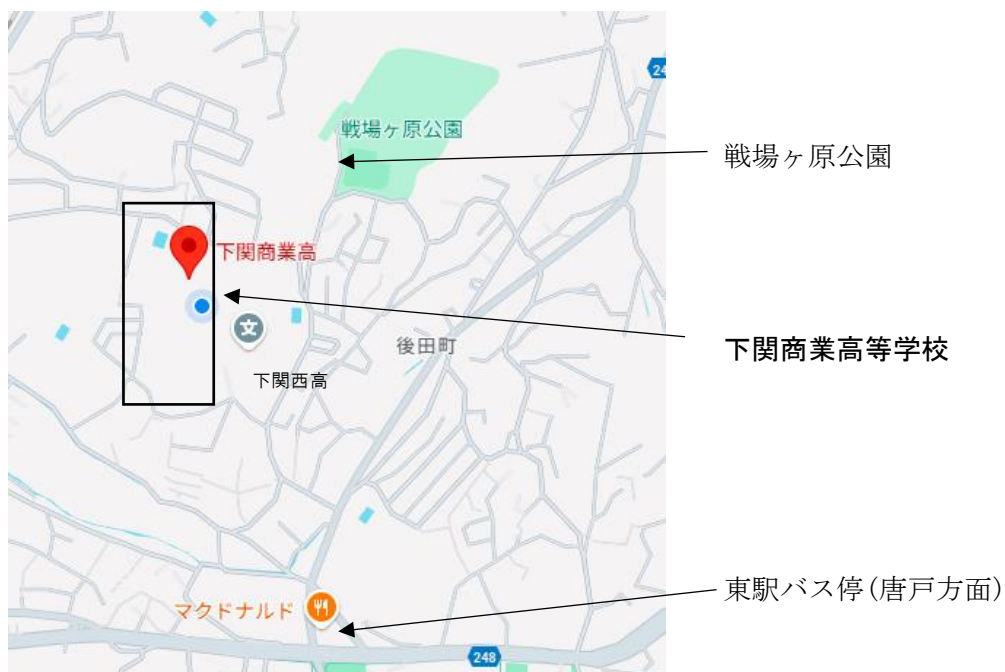 24
戦場ヶ原公園
戦場ヶ原公園
下関商業高
文
後田町
下関商業高等学校
下関西高
東駅バス停(唐戸方面)
マクドナルド
248